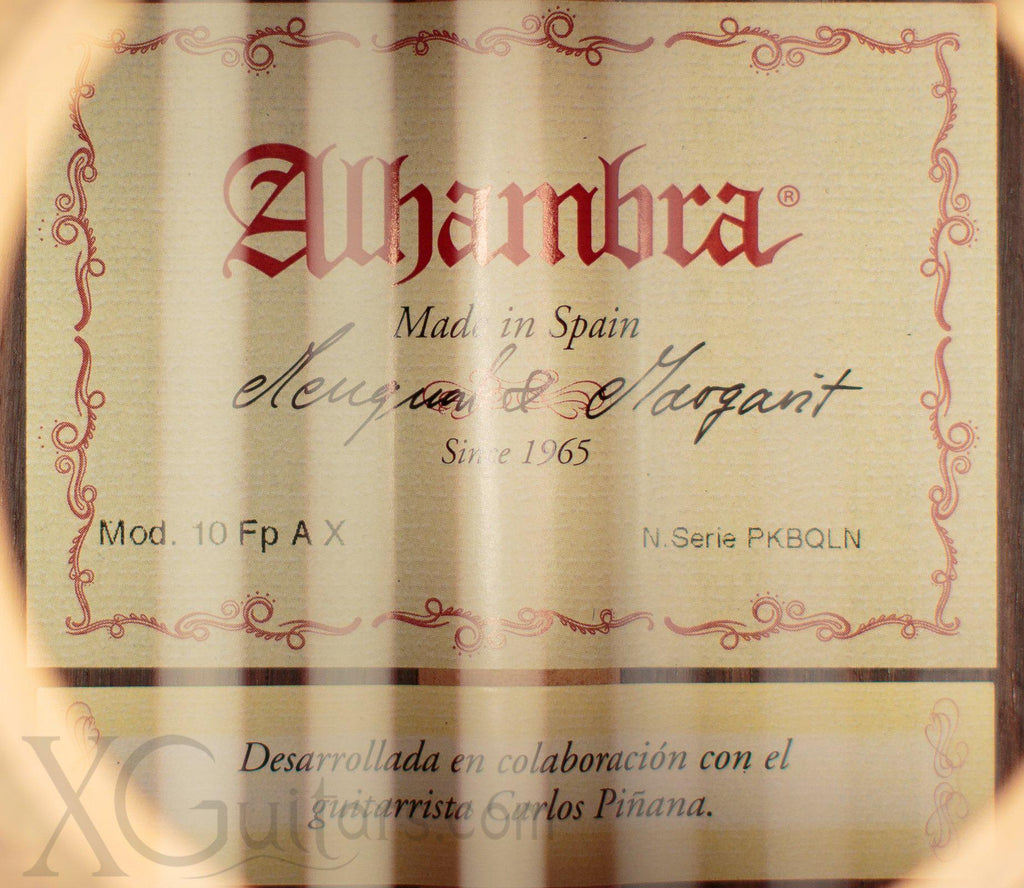 Alhambra®
Made in Spain
& Margarit
Since 1965
Mod. 10 Fp A X
N.Serie PKBQLN
Desarrollada en colaboración con el
guitarrista Carlos Piñana.
XGuitars.com